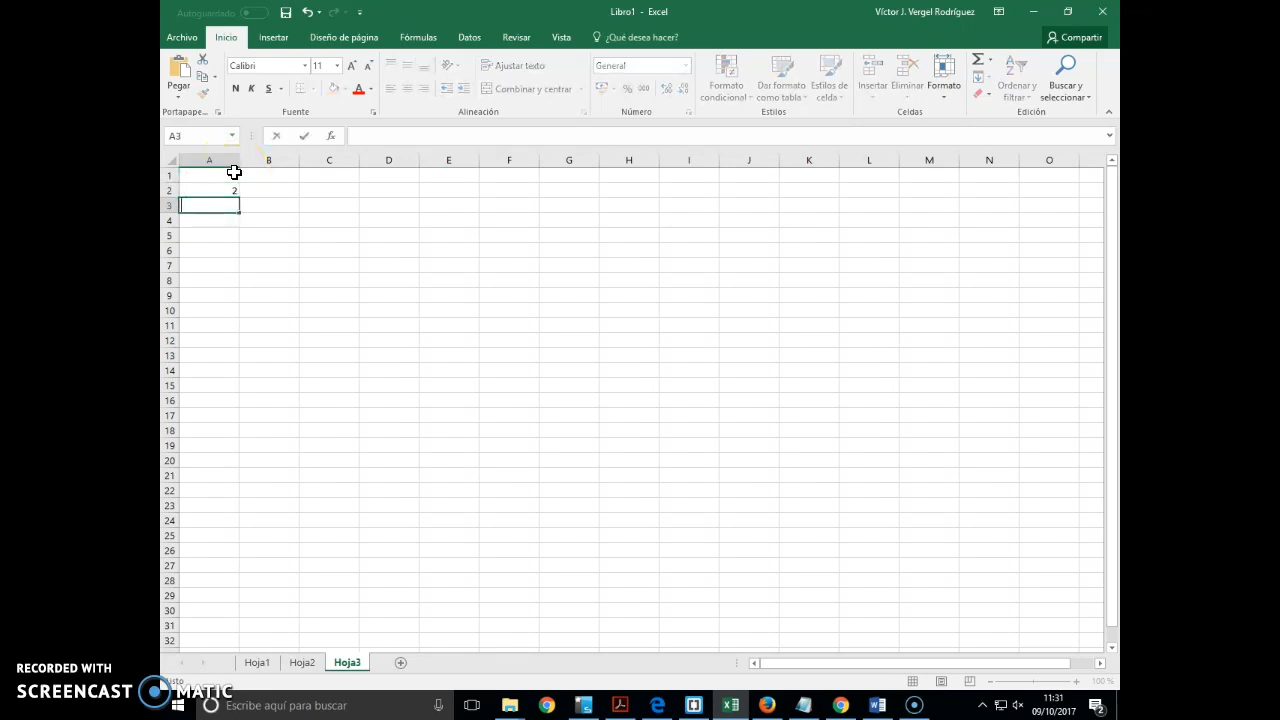 Autoguardado
Libro1 - Excel
Víctor J. Vergel Rodríguez
Archivo Inicio Insertar Diseño de página Fórmulas Datos Revisar Vista ¿Qué desea hacer? Compartir
Pegar
Calibri 11
N K S A A A
Ajustar texto
Combinar y centrar
General
% 000
Formato condicional
Dar formato como tabla
Estilos de celda
Insertar Eliminar Formato
Ordenar y filtrar
Buscar y seleccionar
Portapape... Fuente Alineación Número Estilos Celdas Edición
A3 fx
A B C D E F G H I J K L M N O
1
2 2
3
4
5
6
7
8
9
10
11
12
13
14
15
16
17
18
19
20
21
22
23
24
25
26
27
28
29
30
31
32
Hoja1 Hoja2 Hoja3
100 %
RECORDED WITH
SCREENCAST MATIC
Escribe aquí para buscar
11:31
09/10/2017
2